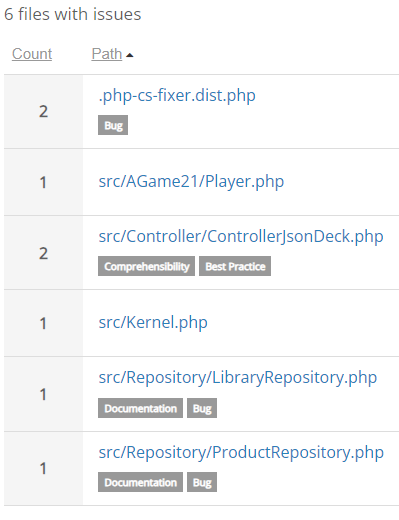 6 files with issues
Count Path
2 .php-cs-fixer.dist.php
Bug
1 src/AGame21/Player.php
2 src/Controller/ControllerJsonDeck.php
Comprehensibility Best Practice
1 src/Kernel.php
1 src/Repository/LibraryRepository.php
Documentation Bug
1 src/Repository/ProductRepository.php
Documentation Bug